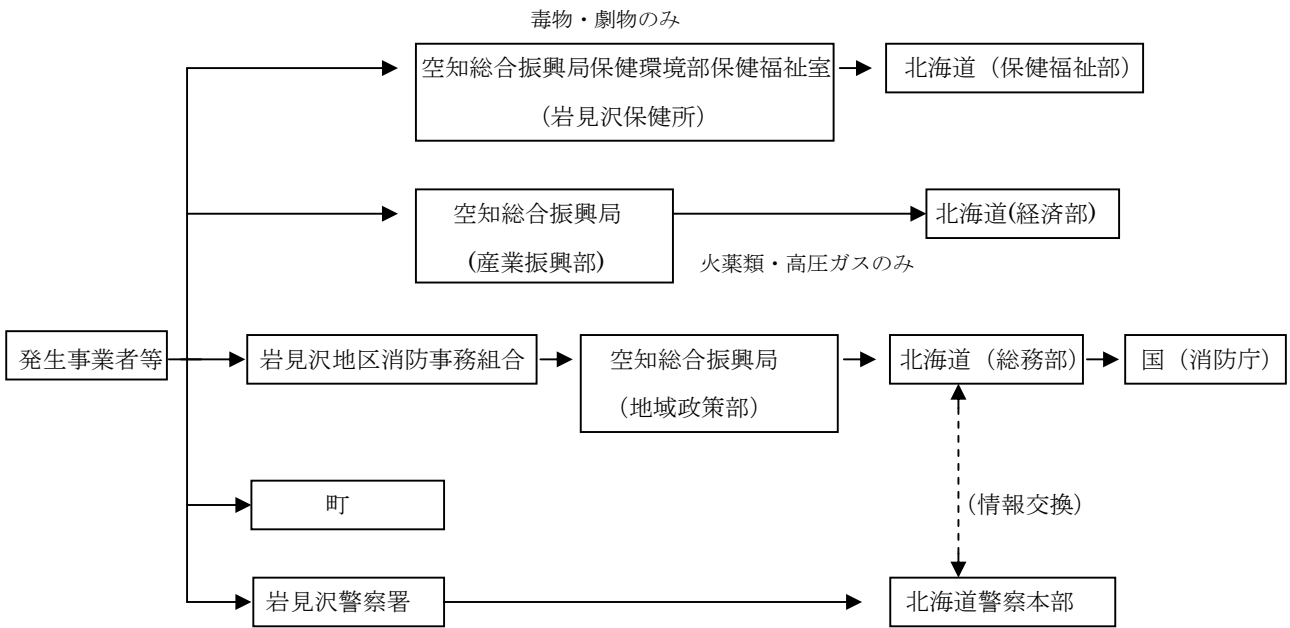 毒物・劇物のみ
空知総合振興局保健環境部保健福祉室
（岩見沢保健所）
北海道（保健福祉部）
空知総合振興局
(産業振興部)
北海道(経済部)
火薬類・高圧ガスのみ
発生事業者等
岩見沢地区消防事務組合
空知総合振興局
（地域政策部）
北海道（総務部）
国（消防庁）
町
（情報交換）
岩見沢警察署
北海道警察本部